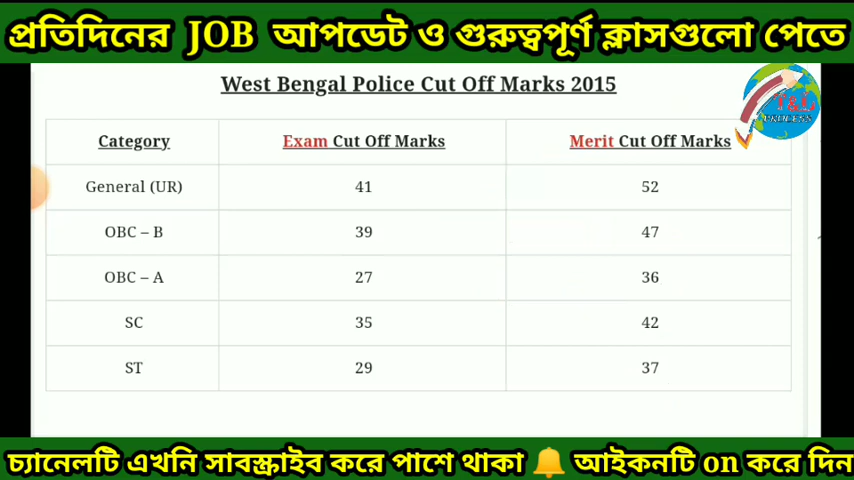 প্রতিদিনের JOB আপডেট ও গুরুত্বপূর্ণ ক্লাসগুলো পেতে
West Bengal Police Cut Off Marks 2015
T&L
PROCESS
Category Exam Cut Off Marks Merit Cut Off Marks
General (UR) 41 52
OBC – B 39 47
OBC – A 27 36
SC 35 42
ST 29 37
চ্যানেলটি এখনি সাবস্ক্রাইব করে পাশে থাকা 🔔 আইকনটি on করে দিন